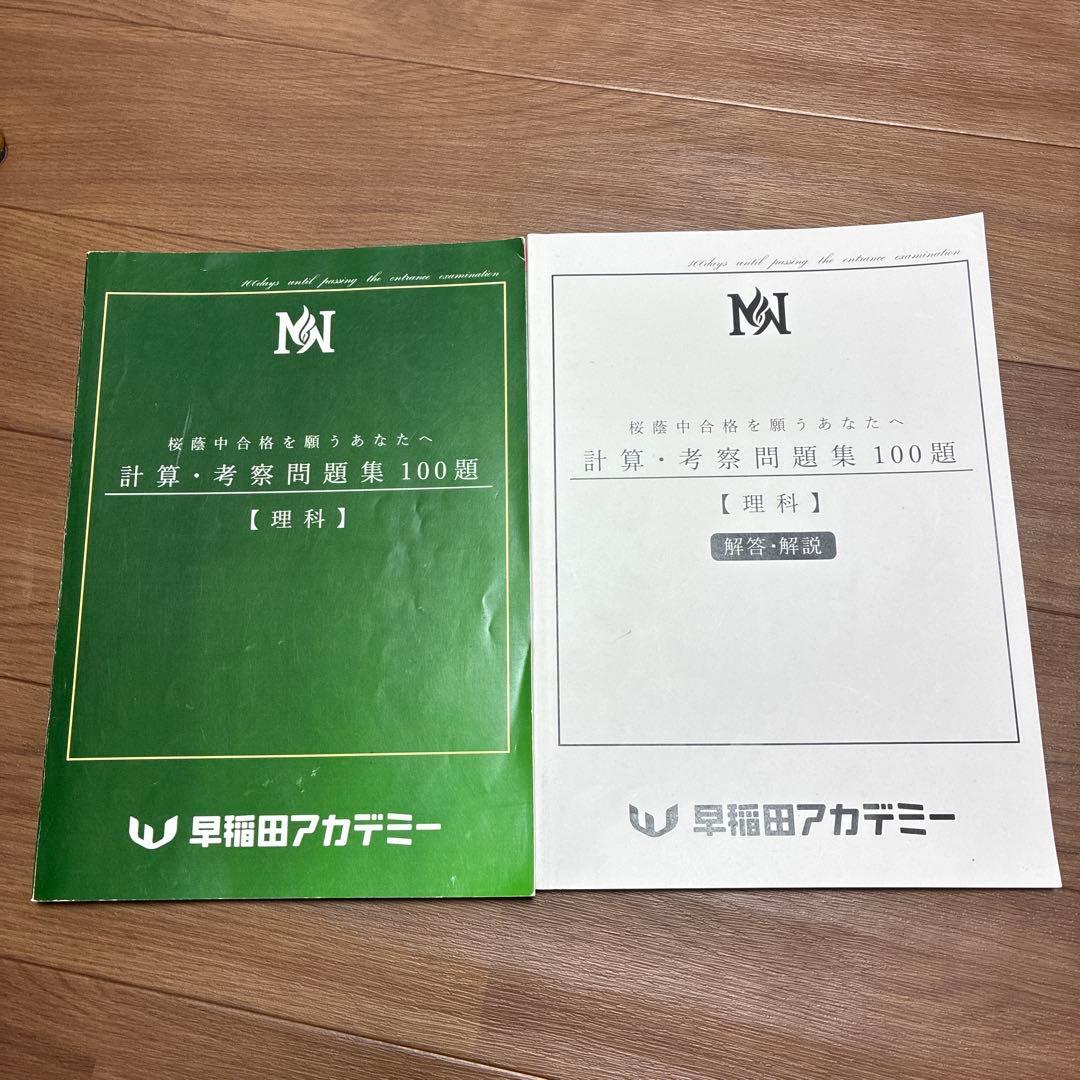 100days until passing the entrance examination
NN
桜蔭中合格を願うあなたへ
計算・考察問題集100題
【理科】
早稲田アカデミー
100days until passing the entrance examination
NN
桜蔭中合格を願うあなたへ
計算・考察問題集100題
【理科】
解答・解説
早稲田アカデミー